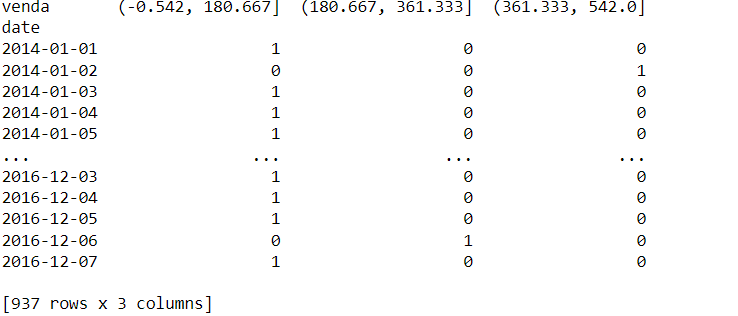 venda (-0.542, 180.667] (180.667, 361.333] (361.333, 542.0]
date
2014-01-01 1 0 0
2014-01-02 0 0 1
2014-01-03 1 0 0
2014-01-04 1 0 0
2014-01-05 1 0 0
... ... ... ...
2016-12-03 1 0 0
2016-12-04 1 0 0
2016-12-05 1 0 0
2016-12-06 0 1 0
2016-12-07 1 0 0
[937 rows x 3 columns]